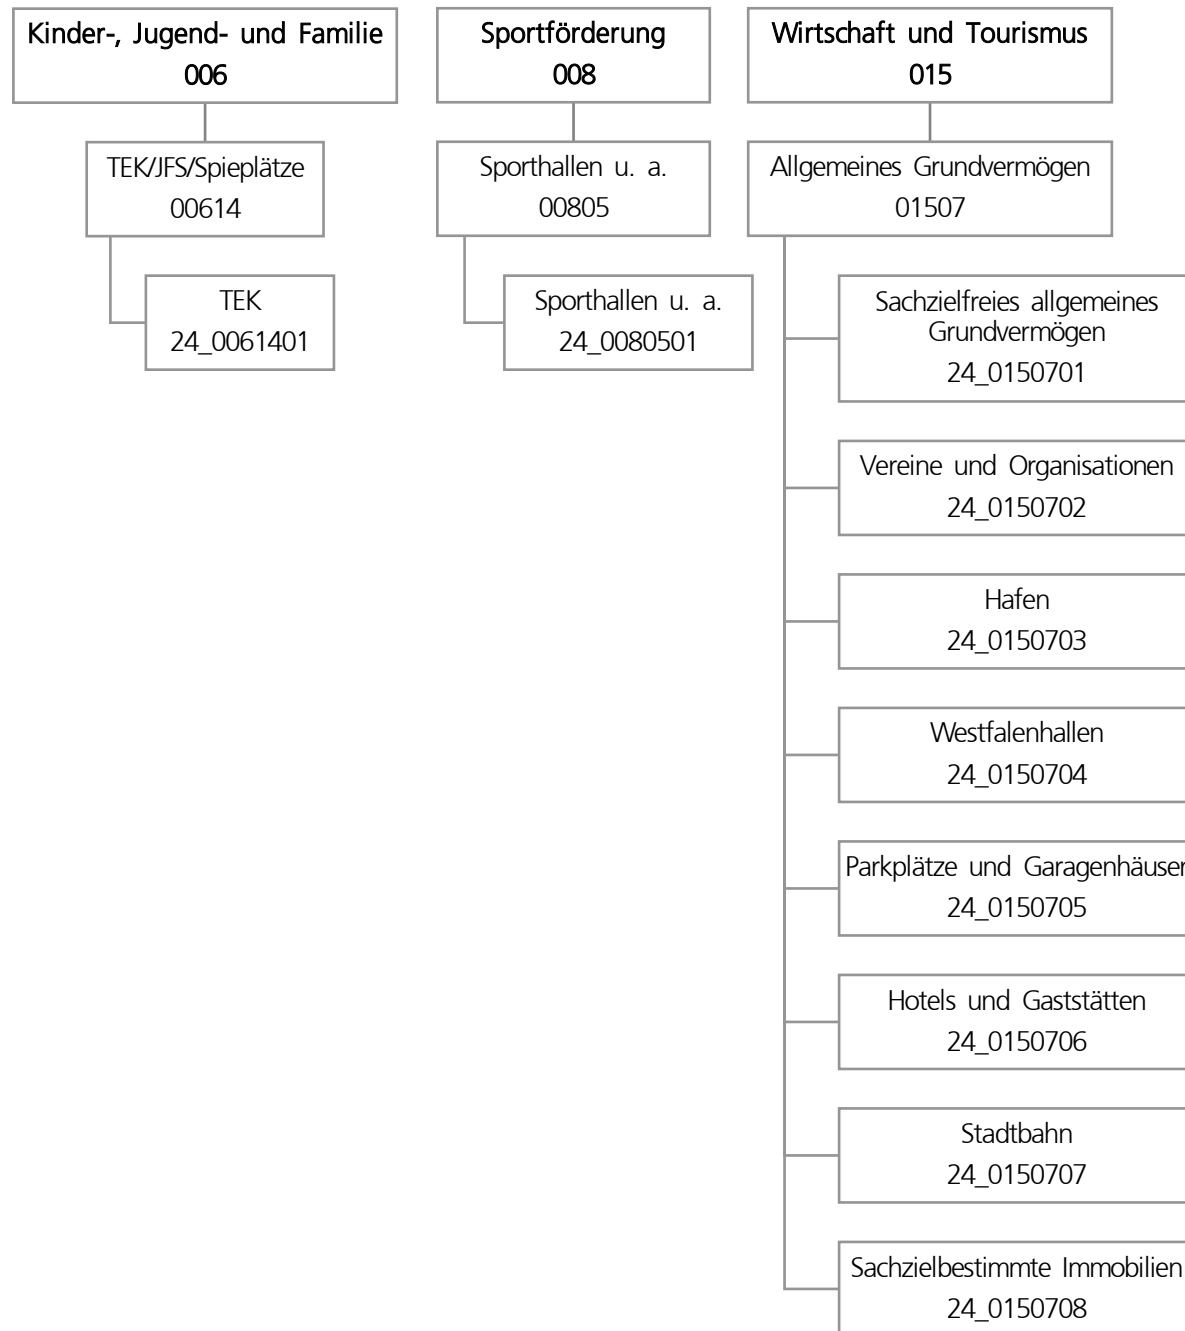 Kinder-, Jugend- und Familie
006
TEK/JFS/Spieplätze
00614
TEK
24_0061401
Sportförderung
008
Sporthallen u. a.
00805
Sporthallen u. a.
24_0080501
Wirtschaft und Tourismus
015
Allgemeines Grundvermögen
01507
Sachzielfreies allgemeines
Grundvermögen
24_0150701
Vereine und Organisationen
24_0150702
Hafen
24_0150703
Westfalenhallen
24_0150704
Parkplätze und Garagenhäuser
24_0150705
Hotels und Gaststätten
24_0150706
Stadtbahn
24_0150707
Sachzielbestimmte Immobilien
24_0150708